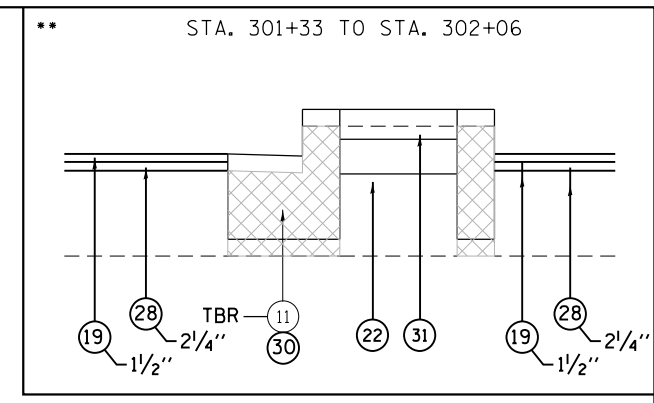 ** STA. 301+33 TO STA. 302+06
28 TBR 11 22 31 28
19 2 1/4'' 30 19 2 1/4''
1 1/2'' 1 1/2''